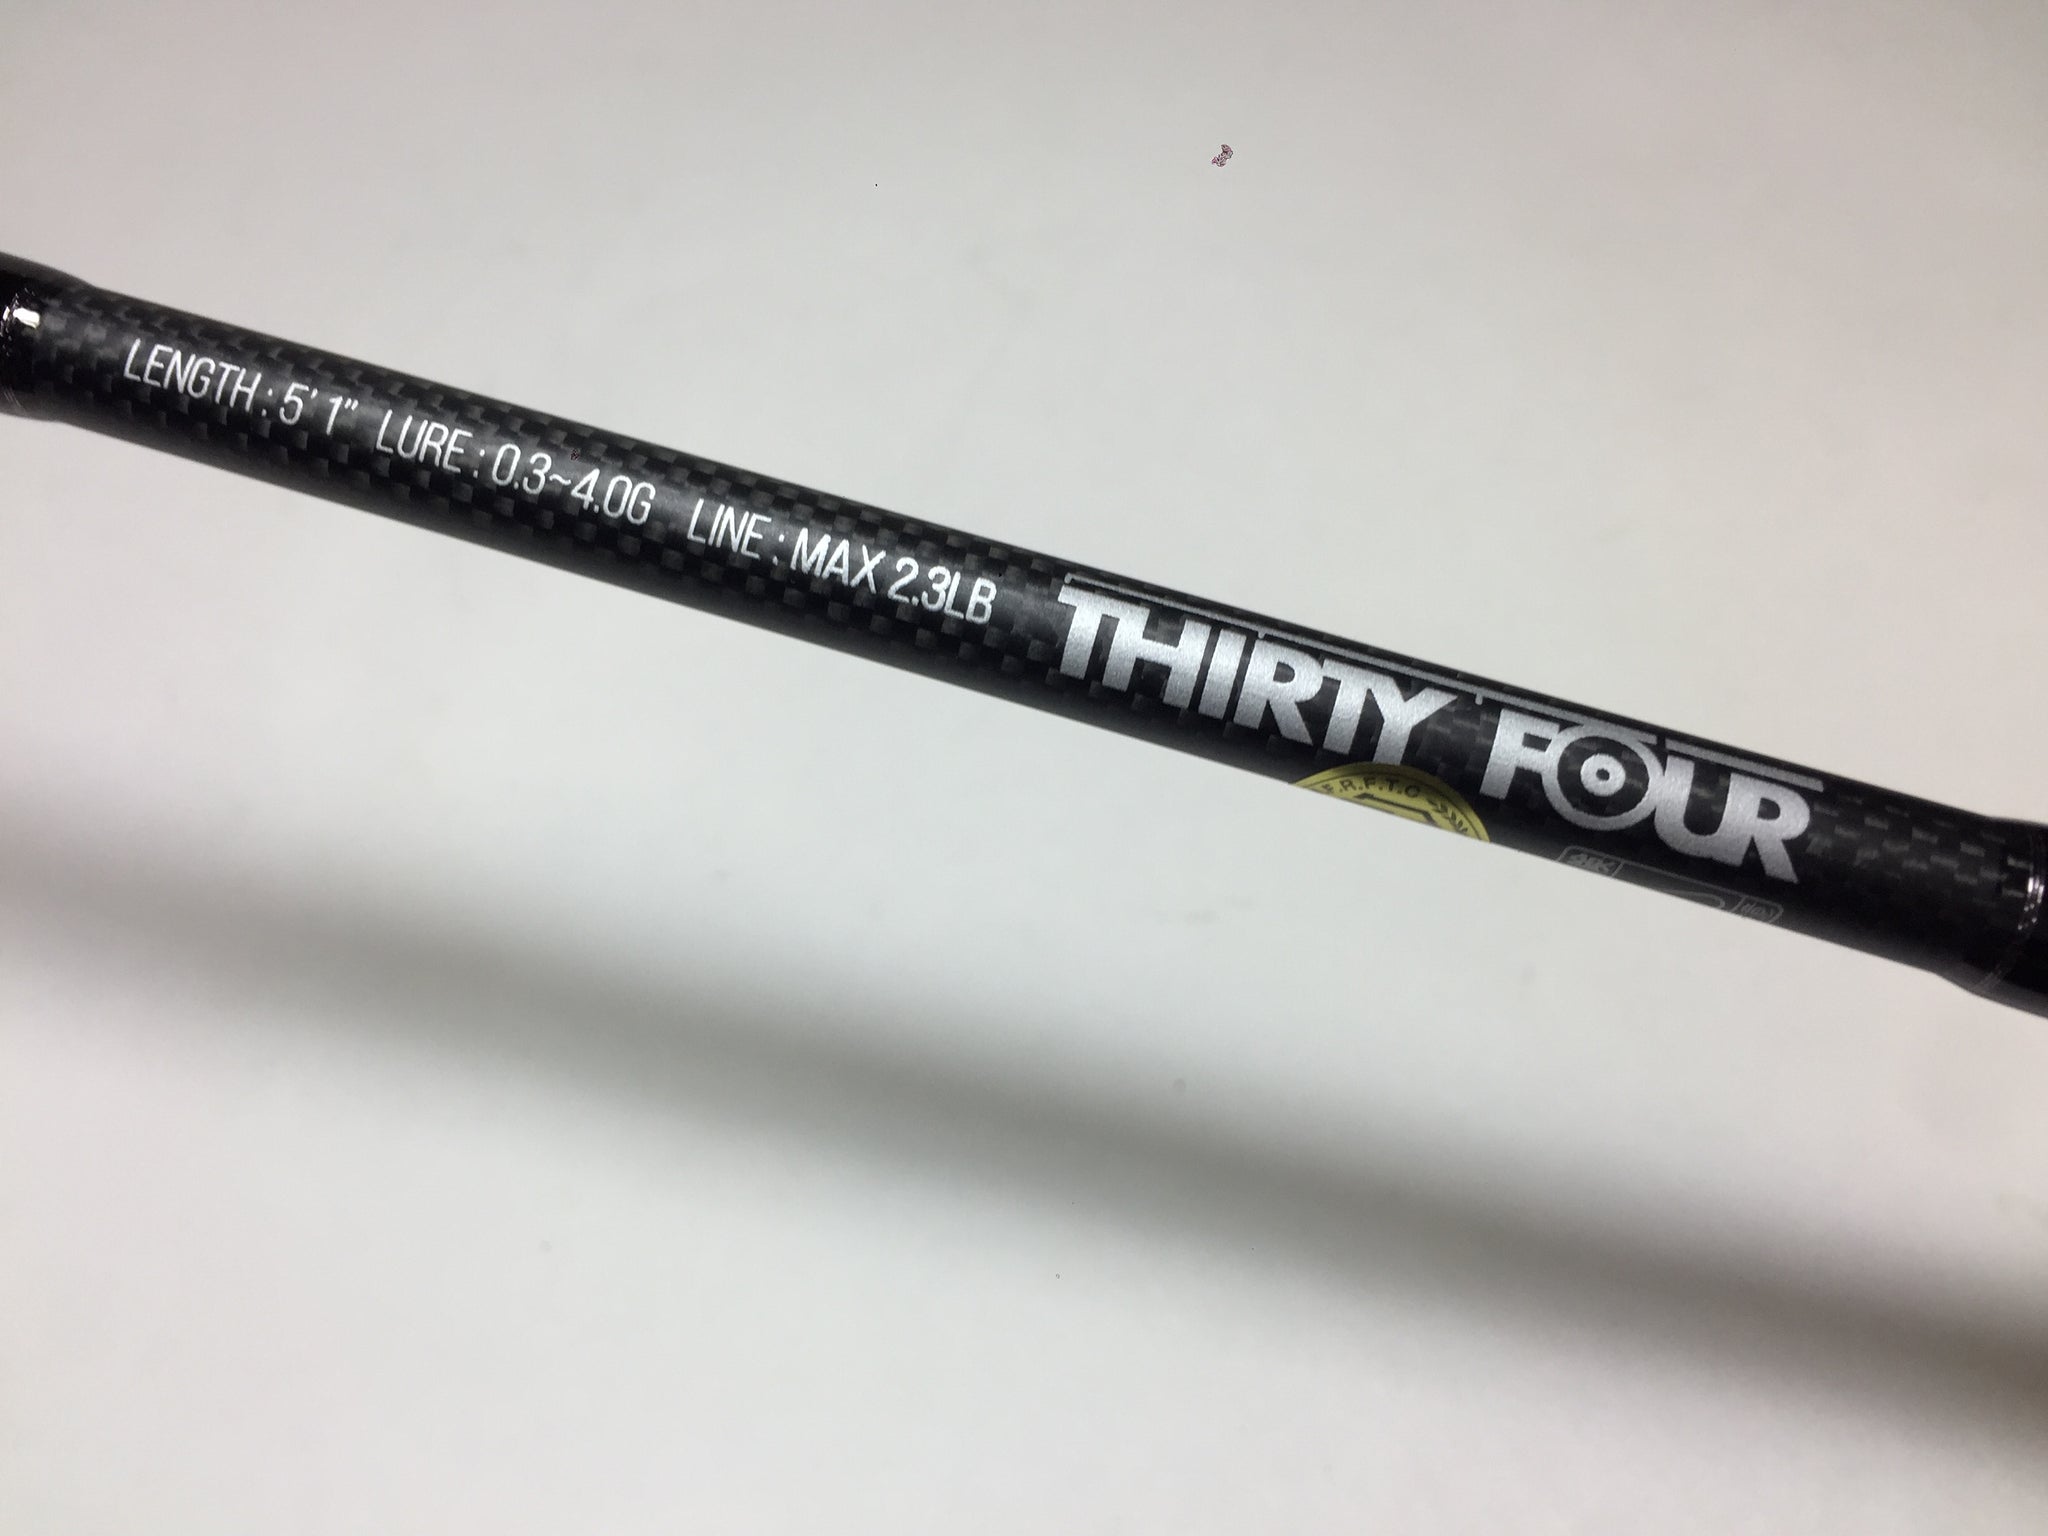 LENGTH : 5' 1" LURE : 0.3~4.0G LINE : MAX 2.3LB THIRTY FOUR
R.F.T.C